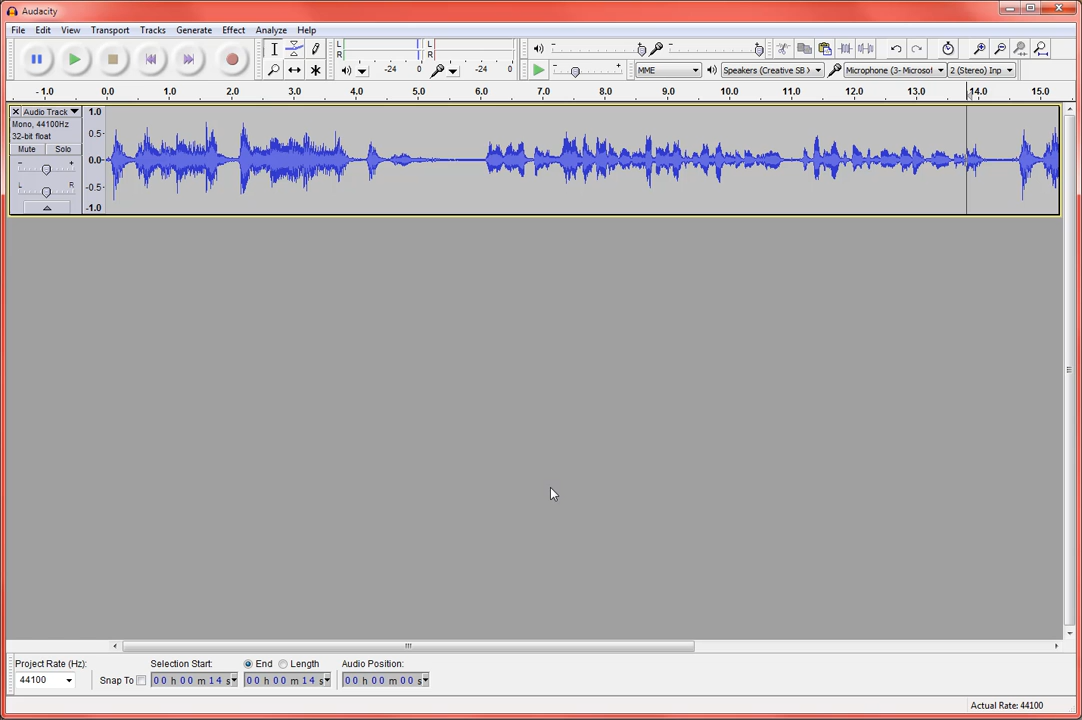 Audacity
File Edit View Transport Tracks Generate Effect Analyze Help
L R
-24 0 -24 0
MME Speakers (Creative SB X Microphone (3- Microsof 2 (Stereo) Inp
-1.0 0.0 1.0 2.0 3.0 4.0 5.0 6.0 7.0 8.0 9.0 10.0 11.0 12.0 13.0 14.0 15.0
Audio Track
Mono, 44100Hz
32-bit float
Mute Solo
- +
L R
1.0
0.5
0.0
-0.5
-1.0
Project Rate (Hz): Selection Start: End Length Audio Position:
44100 Snap To 00 h 00 m 14 s 00 h 00 m 14 s 00 h 00 m 00 s
Actual Rate: 44100